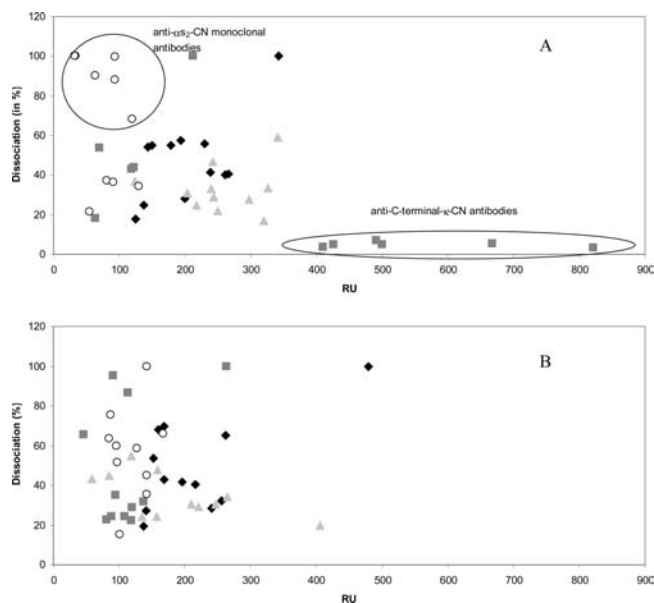 anti-αs₂-CN monoclonal
antibodies
A
120
100
80
60
40
20
0
Dissociation (in %)
anti-C-terminal-κ-CN antibodies
0 100 200 300 400 500 600 700 800 900
RU
B
120
100
80
60
40
20
0
Dissociation (%)
0 100 200 300 400 500 600 700 800 900
RU